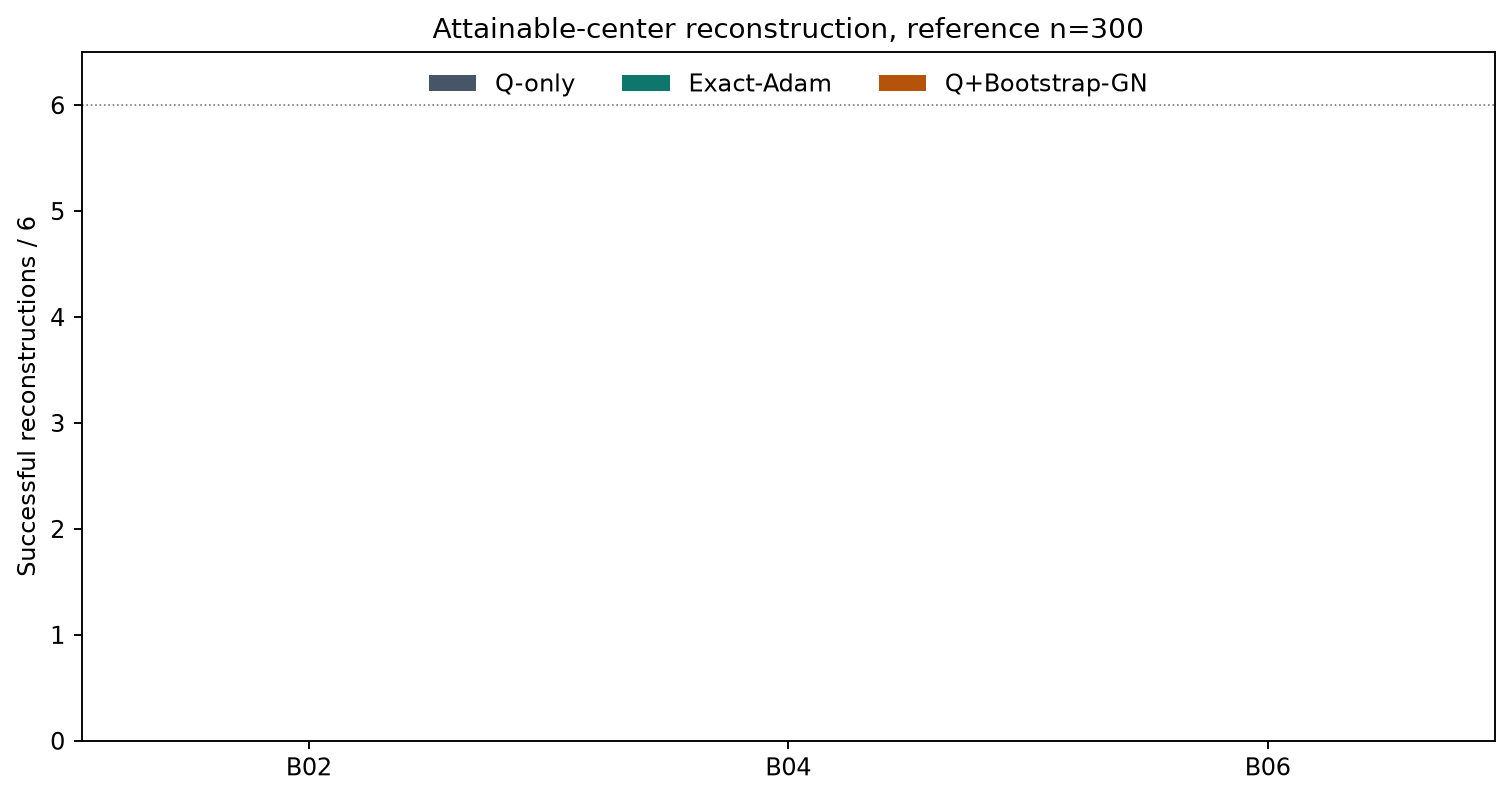 Attainable-center reconstruction, reference n=300
Q-only
Exact-Adam
Q+Bootstrap-GN
Successful reconstructions / 6
6
5
4
3
2
1
0
B02
B04
B06